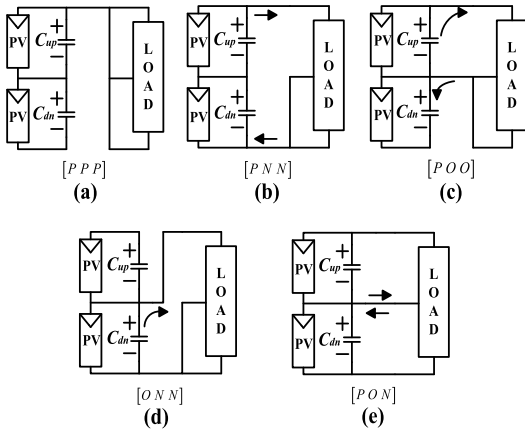 PV
+
C_up
−
PV
+
C_dn
−
LOAD
[P P P]
(a)
PV
+
C_up
−
PV
+
C_dn
−
LOAD
[P N N]
(b)
PV
+
C_up
−
PV
+
C_dn
−
LOAD
[P O O]
(c)
PV
+
C_up
−
PV
+
C_dn
−
LOAD
[O N N]
(d)
PV
+
C_up
−
PV
+
C_dn
−
LOAD
[P O N]
(e)